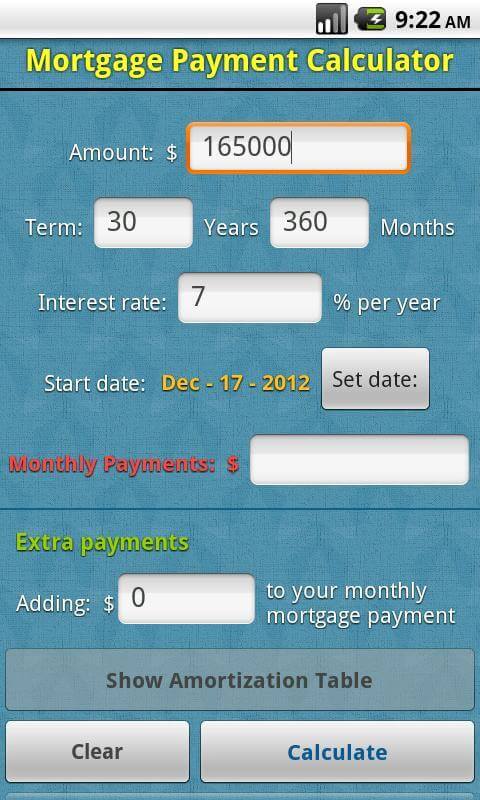 9:22 AM
Mortgage Payment Calculator
Amount: $ 165000
Term: 30 Years 360 Months
Interest rate: 7 % per year
Start date: Dec - 17 - 2012 Set date:
Monthly Payments: $
Extra payments
Adding: $ 0 to your monthly
mortgage payment
Show Amortization Table
Clear Calculate